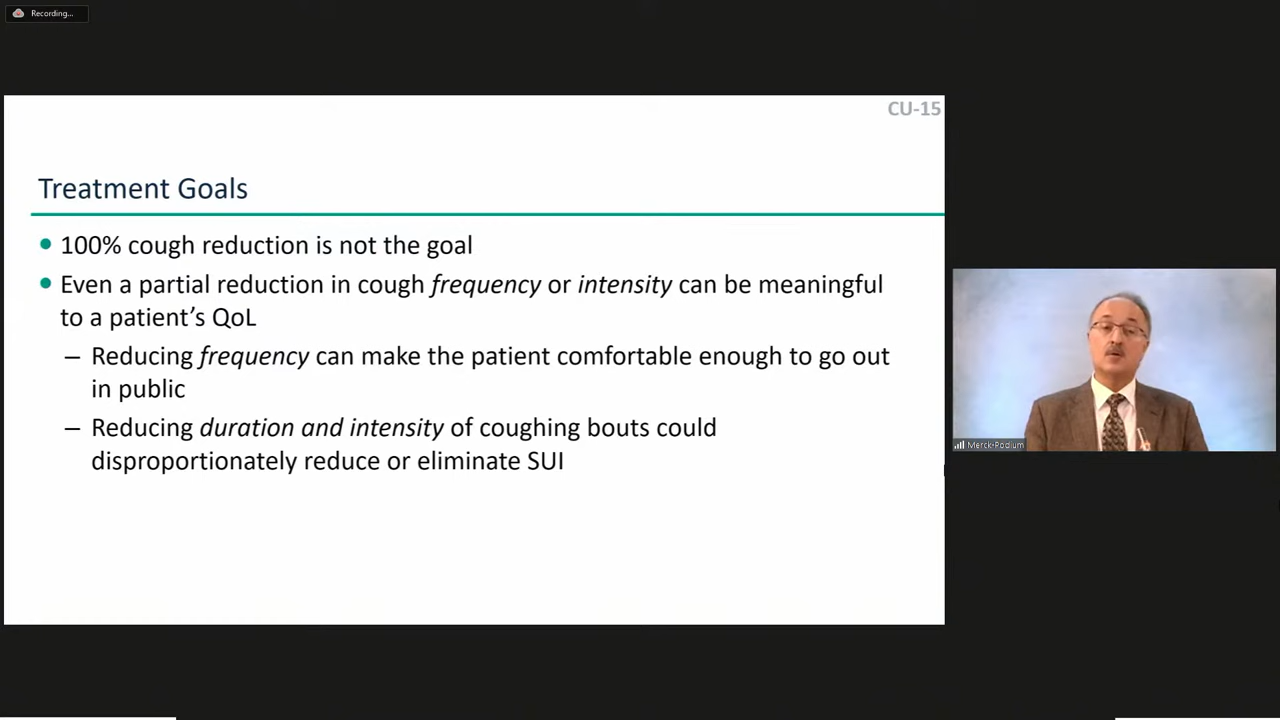 Recording...
CU-15
Treatment Goals
• 100% cough reduction is not the goal
• Even a partial reduction in cough frequency or intensity can be meaningful
to a patient's QoL
– Reducing frequency can make the patient comfortable enough to go out
in public
– Reducing duration and intensity of coughing bouts could
disproportionately reduce or eliminate SUI
Merck-Podium